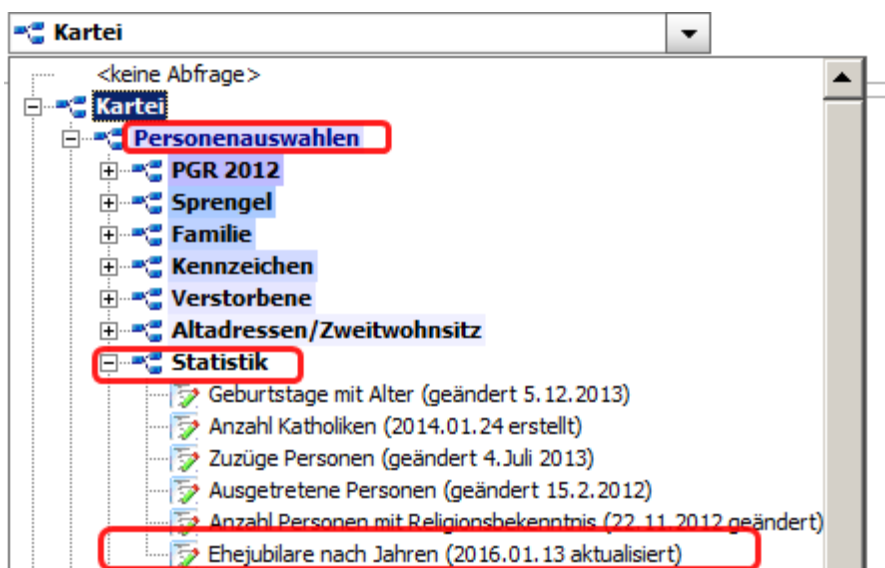 Kartei
<keine Abfrage>
Kartei
Personenauswahlen
PGR 2012
Sprengel
Familie
Kennzeichen
Verstorbene
Altadressen/Zweitwohnsitz
Statistik
Geburtstage mit Alter (geändert 5.12.2013)
Anzahl Katholiken (2014.01.24 erstellt)
Zuzüge Personen (geändert 4.Juli 2013)
Ausgetretene Personen (geändert 15.2.2012)
Anzahl Personen mit Religionsbekenntnis (22.11.2012 geändert)
Ehejubilare nach Jahren (2016.01.13 aktualisiert)